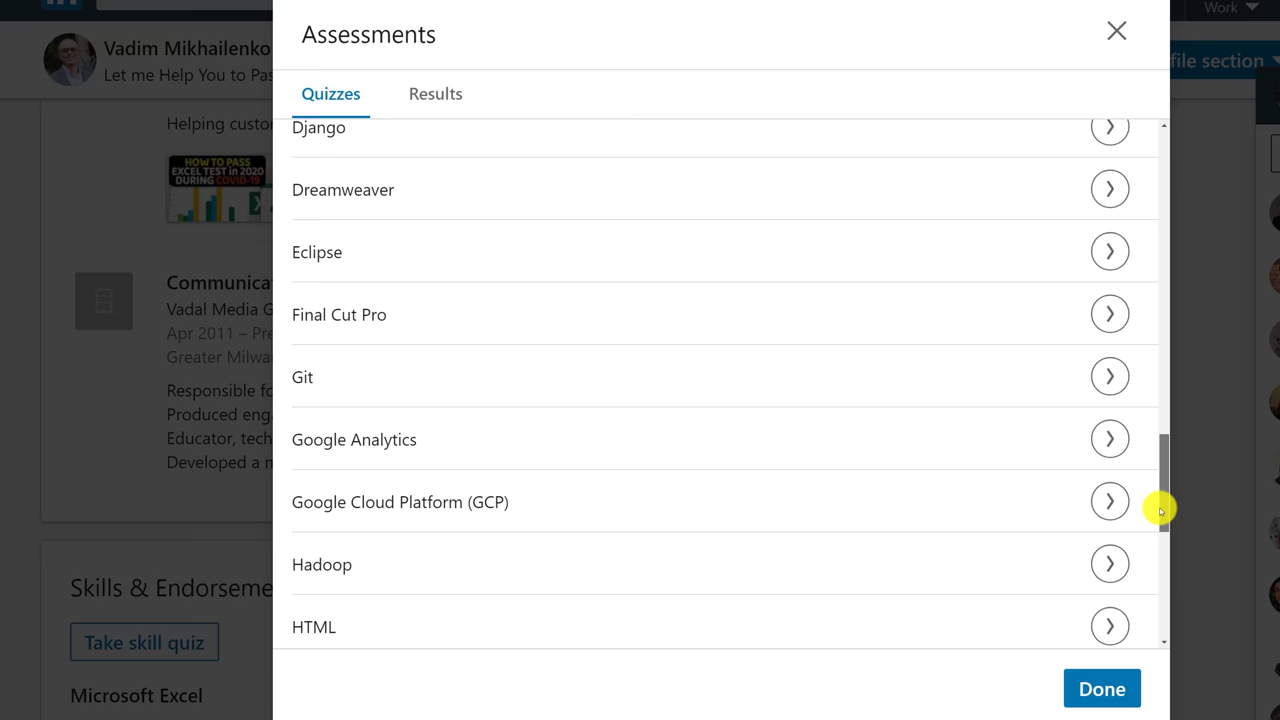 Work
Assessments
Vadim Mikhailenko
file section
Let me Help You to Pas
Quizzes
Results
Helping custo
HOW TO PASS
EXCEL TEST in 2020
DURING COVID-19
Communicat
Vadal Media G
Apr 2011 – Pre
Greater Milwa
Responsible fo
Produced eng
Educator, tech
Developed a m
Skills & Endorseme
Take skill quiz
Microsoft Excel
Django
Dreamweaver
Eclipse
Final Cut Pro
Git
Google Analytics
Google Cloud Platform (GCP)
Hadoop
HTML
Done